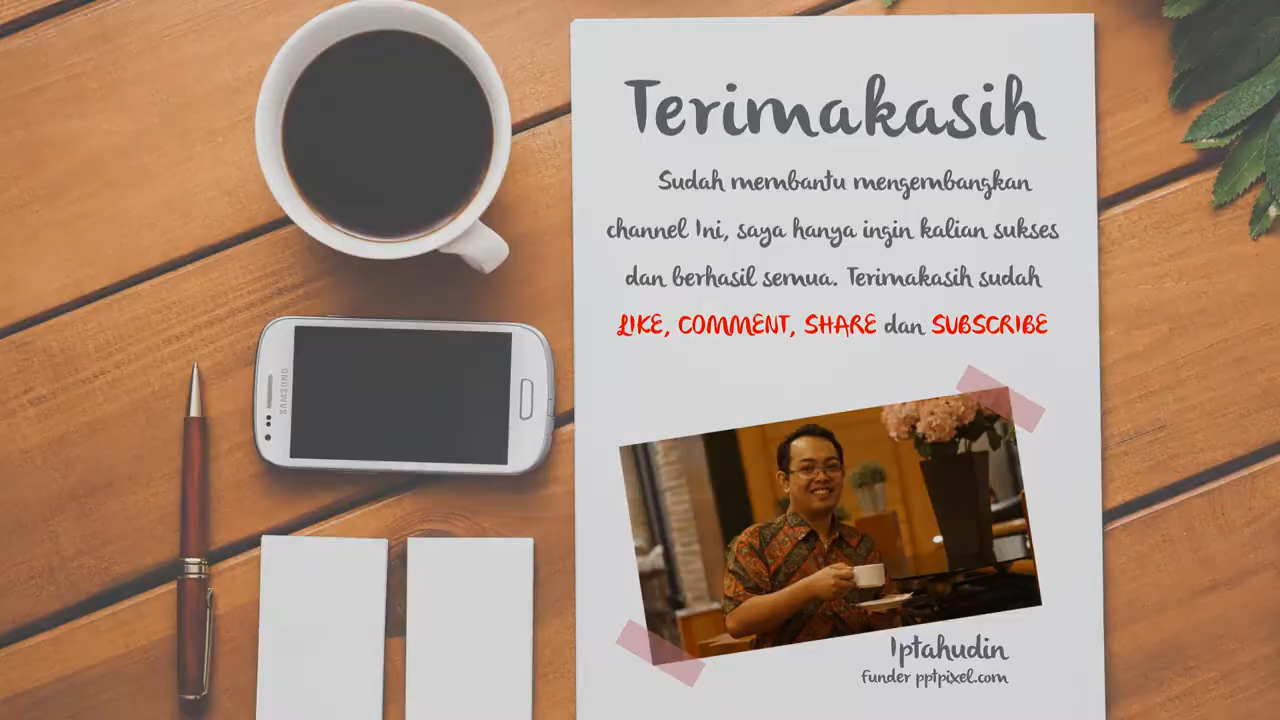 Terimakasih
Sudah membantu mengembangkan
channel Ini, saya hanya ingin kalian sukses
dan berhasil semua. Terimakasih sudah
LIKE, COMMENT, SHARE dan SUBSCRIBE
SAMSUNG
Iptahudin
funder pptpixel.com